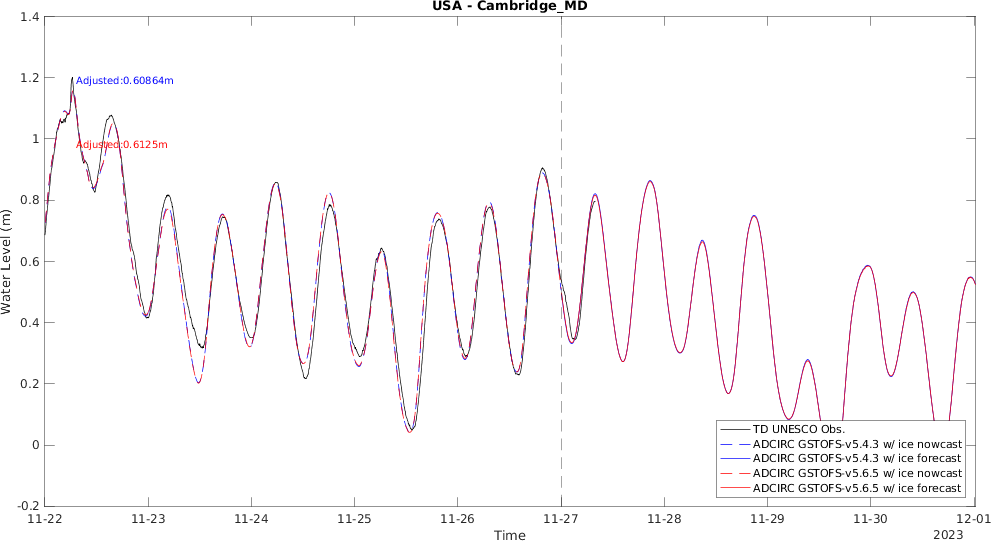 USA - Cambridge_MD
1.4
1.2
1
0.8
0.6
0.4
0.2
0
-0.2
Water Level (m)
Adjusted:0.60864m
Adjusted:0.6125m
TD UNESCO Obs.
ADCIRC GSTOFS-v5.4.3 w/ ice nowcast
ADCIRC GSTOFS-v5.4.3 w/ ice forecast
ADCIRC GSTOFS-v5.6.5 w/ ice nowcast
ADCIRC GSTOFS-v5.6.5 w/ ice forecast
11-22 11-23 11-24 11-25 11-26 11-27 11-28 11-29 11-30 12-01
Time
2023